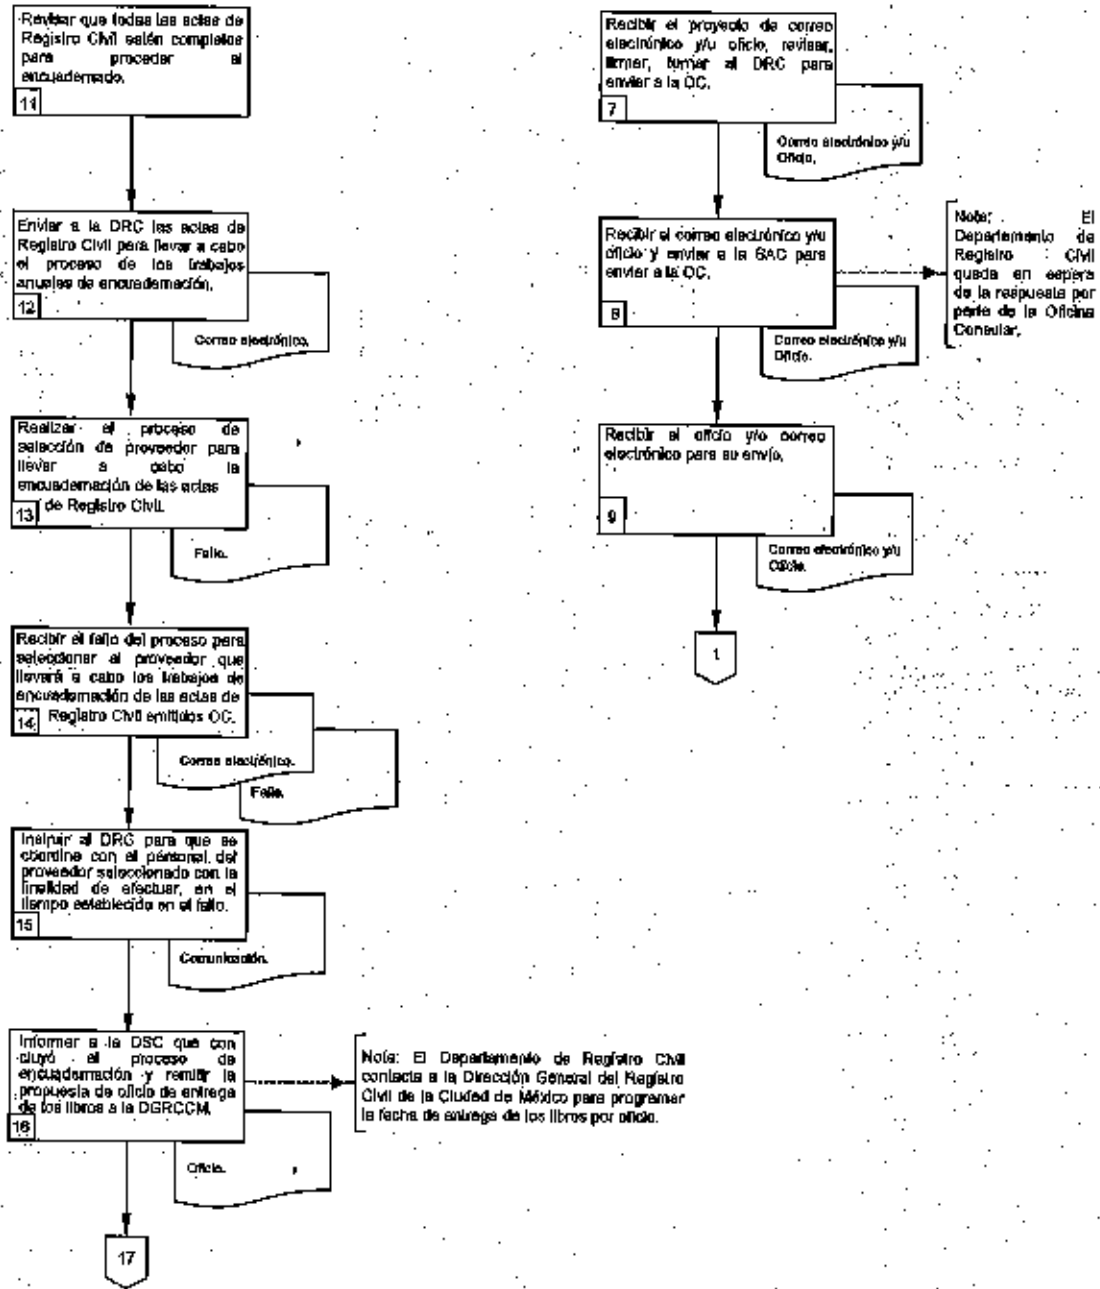 Revisar que todas las actas de
Registro Civil estén completas
para proceder al
encuadernado.
11
Enviar a la DRC las actas de
Registro Civil para llevar a cabo
el proceso de los trabajos
anuales de encuadernación.
12
Correo electrónico.
Realizar el proceso de
selección de proveedor para
llevar a cabo la
encuadernación de las actas
de Registro Civil.
13
Fallo.
Recibir el fallo del proceso para
seleccionar al proveedor que
llevará a cabo los trabajos de
encuadernación de las actas de
Registro Civil emitidos OC.
14
Correo electrónico.
Fallo.
Instruir al DRC para que se
coordine con el personal del
proveedor seleccionado con la
finalidad de efectuar, en el
tiempo establecido en el fallo.
15
Comunicación.
Informar a la DSC que con
cluyó el proceso de
encuadernación y remitir la
propuesta de oficio de entrega
de los libros a la DGRCCM.
16
Oficio.
Nota: El Departamento de Registro Civil
contacta a la Dirección General del Registro
Civil de la Ciudad de México para programar
la fecha de entrega de los libros por oficio.
17
Recibir el proyecto de correo
electrónico y/u oficio, revisar,
firmar, turnar al DRC para
enviar a la OC.
7
Correo electrónico y/u
Oficio.
Recibir el correo electrónico y/u
oficio y enviar a la SAC para
enviar a la OC.
8
Correo electrónico y/u
Oficio.
Nota: El
Departamento de
Registro Civil
queda en espera
de la respuesta por
parte de la Oficina
Consular.
Recibir el oficio y/o correo
electrónico para su envío.
9
Correo electrónico y/u
Oficio.
1